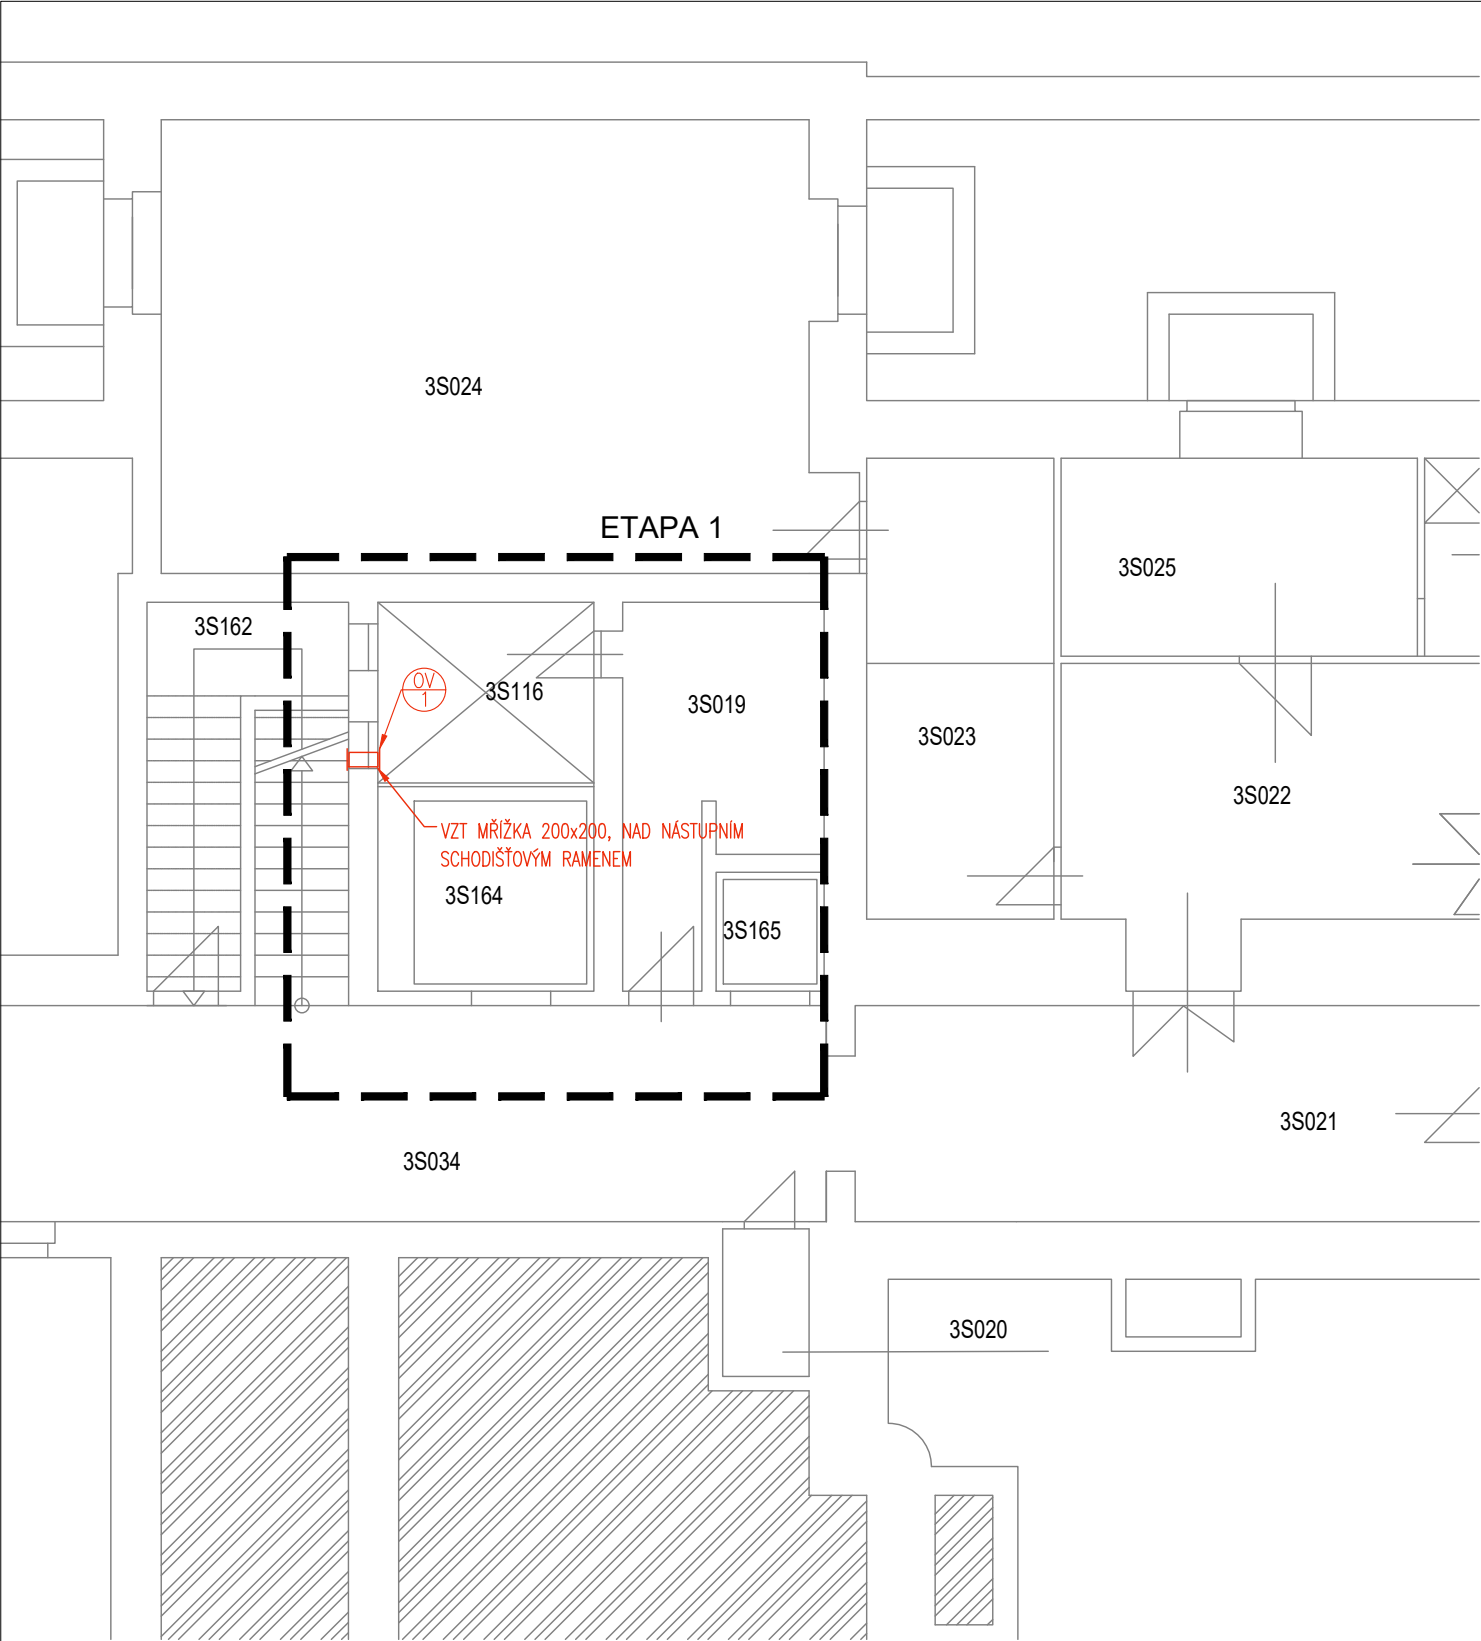 3S024
ETAPA 1
3S025
3S162
OV
1
3S116
3S019
3S023
3S022
VZT MŘÍŽKA 200x200, NAD NÁSTUPNÍM
SCHODIŠŤOVÝM RAMENEM
3S164
3S165
3S021
3S034
3S020